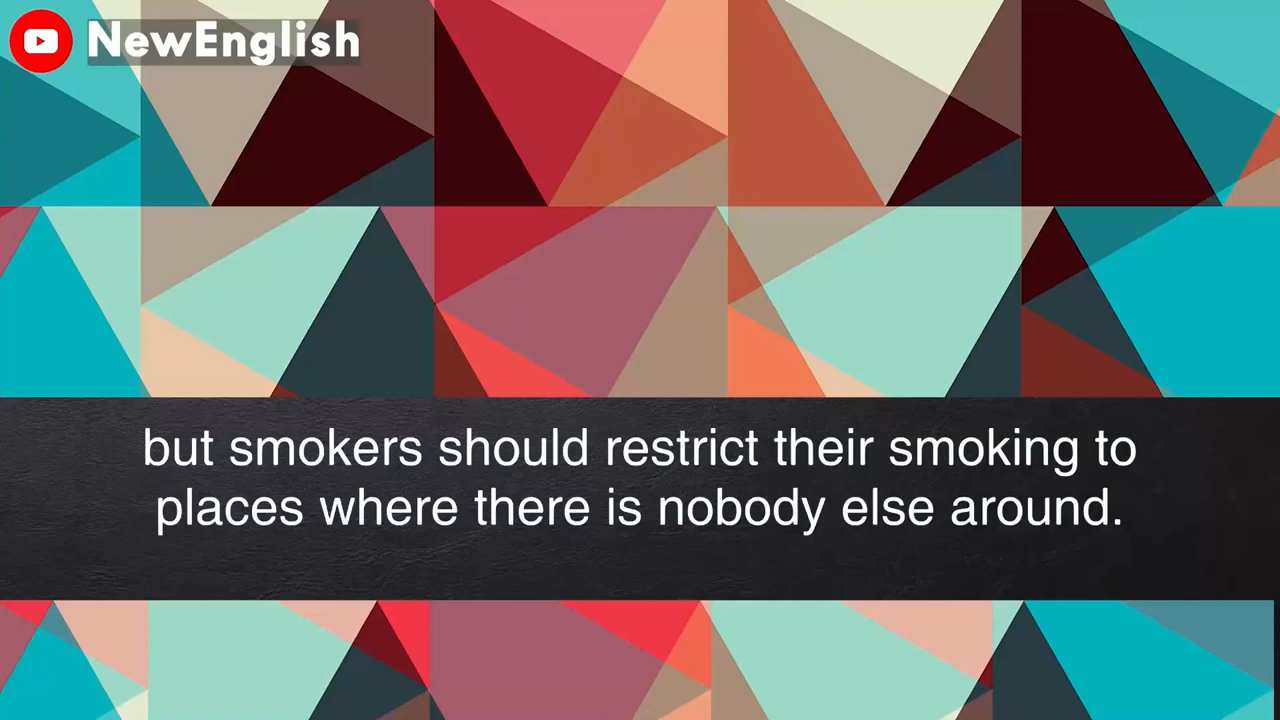 NewEnglish
but smokers should restrict their smoking to
places where there is nobody else around.